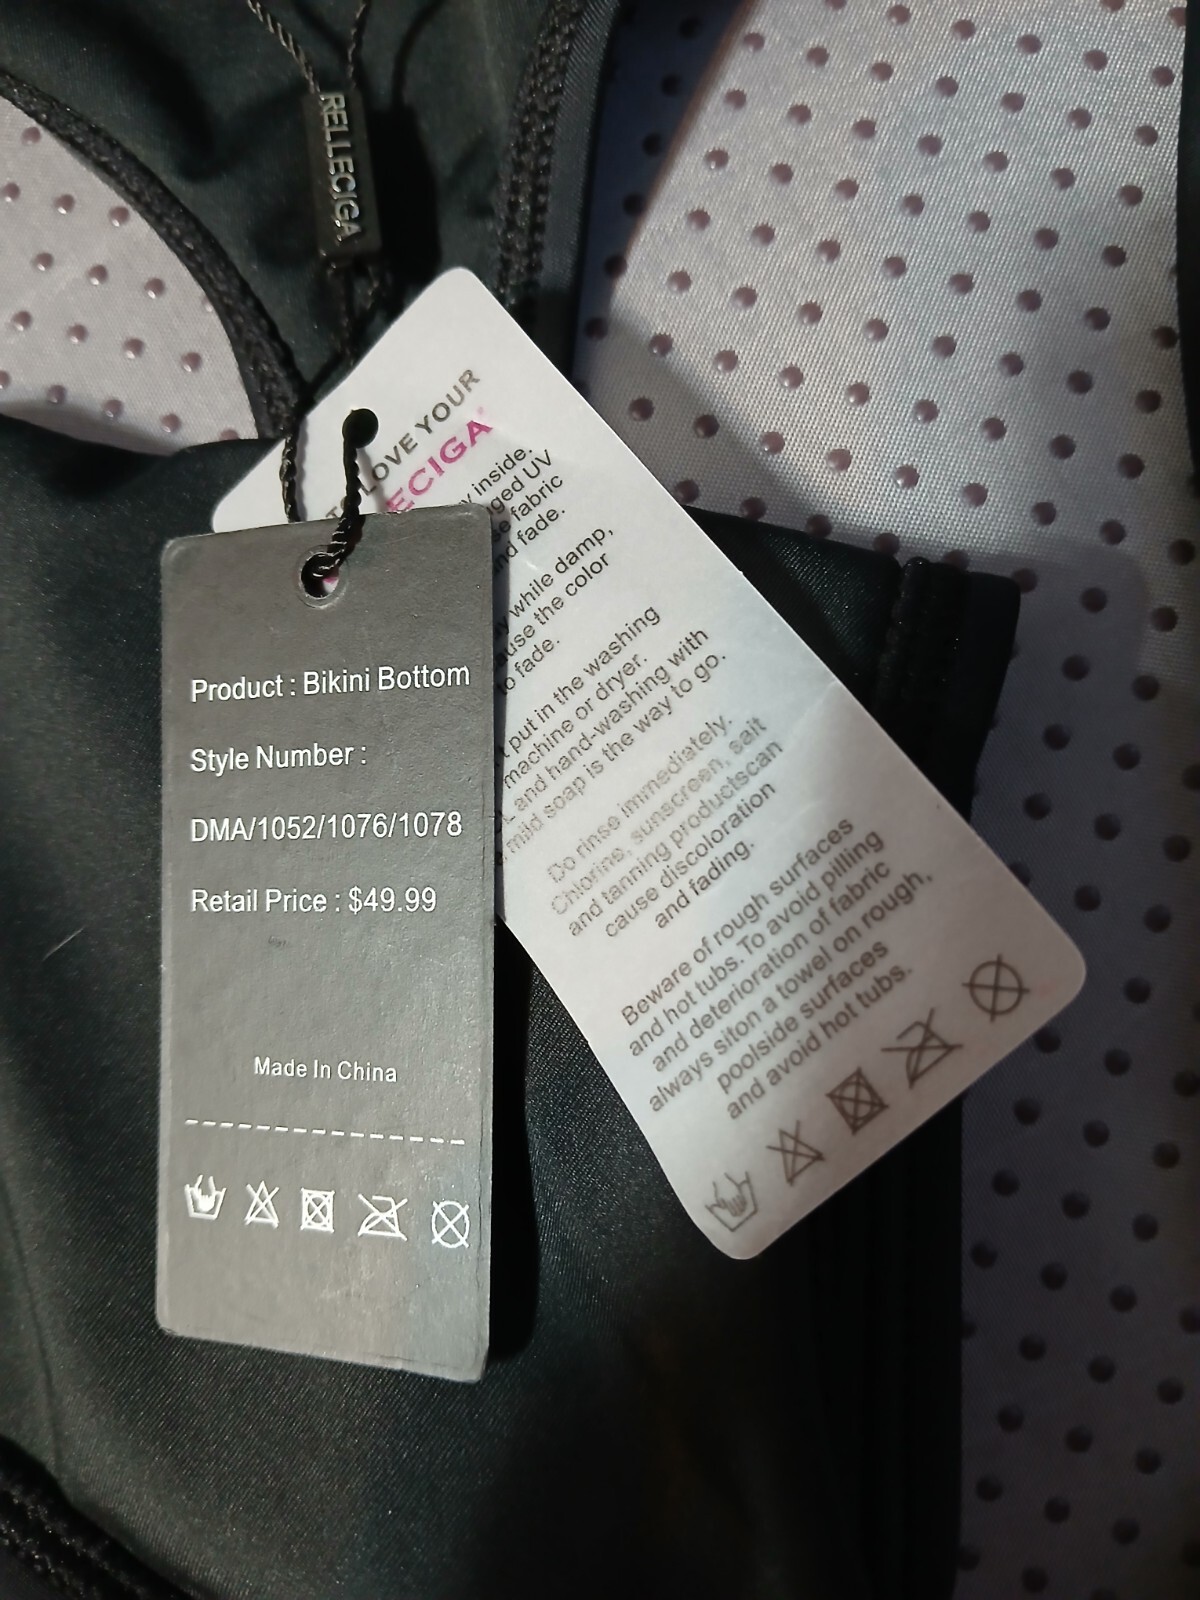 RELLECIGA
TO LOVE YOUR
ECIGA
inside.
UV
fabric
fade.
while damp,
the color
to fade.
put in the washing
machine or dryer.
and hand-washing with
mild soap is the way to go.
Do rinse immediately.
Chlorine, sunscreen, salt
and tanning productscan
cause discoloration
and fading.
Beware of rough surfaces
and hot tubs. To avoid pilling
and deterioration of fabric
always siton a towel on rough,
poolside surfaces
and avoid hot tubs.
Product : Bikini Bottom
Style Number :
DMA/1052/1076/1078
Retail Price : $49.99
Made In China